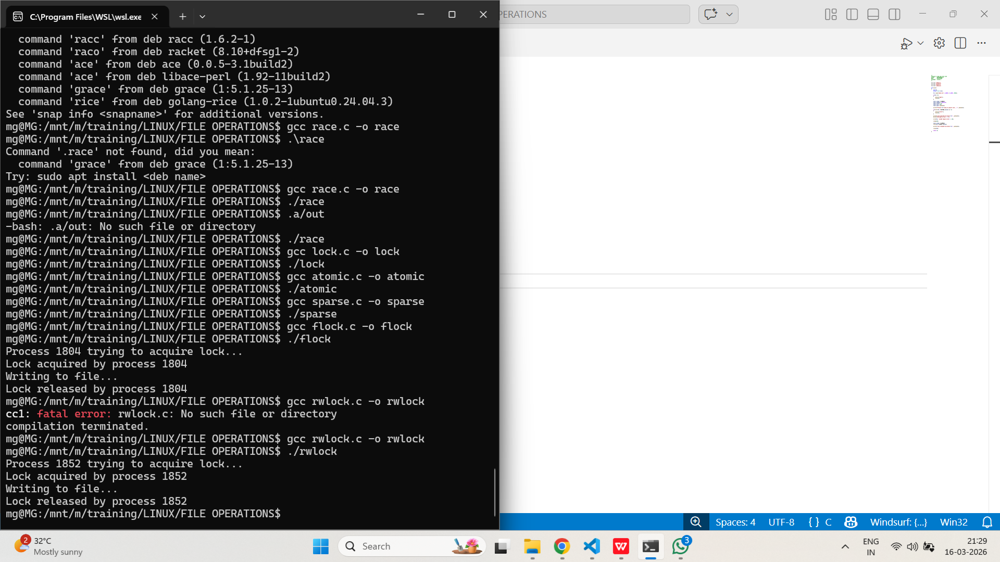 C:\Program Files\WSL\wsl.exe
PERATIONS
command 'racc' from deb racc (1.6.2-1)
command 'raco' from deb racket (8.10+dfsg1-2)
command 'ace' from deb ace (0.0.5-3.1build2)
command 'ace' from deb libace-perl (1.92-11build2)
command 'grace' from deb grace (1:5.1.25-13)
command 'rice' from deb golang-rice (1.0.2-1ubuntu0.24.04.3)
See 'snap info <snapname>' for additional versions.
mg@MG:/mnt/m/training/LINUX/FILE OPERATIONS$ gcc race.c -o race
mg@MG:/mnt/m/training/LINUX/FILE OPERATIONS$ .\race
Command '.race' not found, did you mean:
command 'grace' from deb grace (1:5.1.25-13)
Try: sudo apt install <deb name>
mg@MG:/mnt/m/training/LINUX/FILE OPERATIONS$ gcc race.c -o race
mg@MG:/mnt/m/training/LINUX/FILE OPERATIONS$ ./race
mg@MG:/mnt/m/training/LINUX/FILE OPERATIONS$ .a/out
-bash: .a/out: No such file or directory
mg@MG:/mnt/m/training/LINUX/FILE OPERATIONS$ ./race
mg@MG:/mnt/m/training/LINUX/FILE OPERATIONS$ gcc lock.c -o lock
mg@MG:/mnt/m/training/LINUX/FILE OPERATIONS$ ./lock
mg@MG:/mnt/m/training/LINUX/FILE OPERATIONS$ gcc atomic.c -o atomic
mg@MG:/mnt/m/training/LINUX/FILE OPERATIONS$ ./atomic
mg@MG:/mnt/m/training/LINUX/FILE OPERATIONS$ gcc sparse.c -o sparse
mg@MG:/mnt/m/training/LINUX/FILE OPERATIONS$ ./sparse
mg@MG:/mnt/m/training/LINUX/FILE OPERATIONS$ gcc flock.c -o flock
mg@MG:/mnt/m/training/LINUX/FILE OPERATIONS$ ./flock
Process 1804 trying to acquire lock...
Lock acquired by process 1804
Writing to file...
Lock released by process 1804
mg@MG:/mnt/m/training/LINUX/FILE OPERATIONS$ gcc rwlock.c -o rwlock
cc1: fatal error: rwlock.c: No such file or directory
compilation terminated.
mg@MG:/mnt/m/training/LINUX/FILE OPERATIONS$ gcc rwlock.c -o rwlock
mg@MG:/mnt/m/training/LINUX/FILE OPERATIONS$ ./rwlock
Process 1852 trying to acquire lock...
Lock acquired by process 1852
Writing to file...
Lock released by process 1852
mg@MG:/mnt/m/training/LINUX/FILE OPERATIONS$
Spaces: 4 UTF-8 { } C Windsurf: {...} Win32
2 32°C
Mostly sunny
Search
3
ENG
IN
21:29
16-03-2026